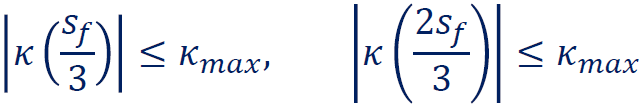 |κ(s_f/3)| ≤ κ_max, |κ(2s_f/3)| ≤ κ_max